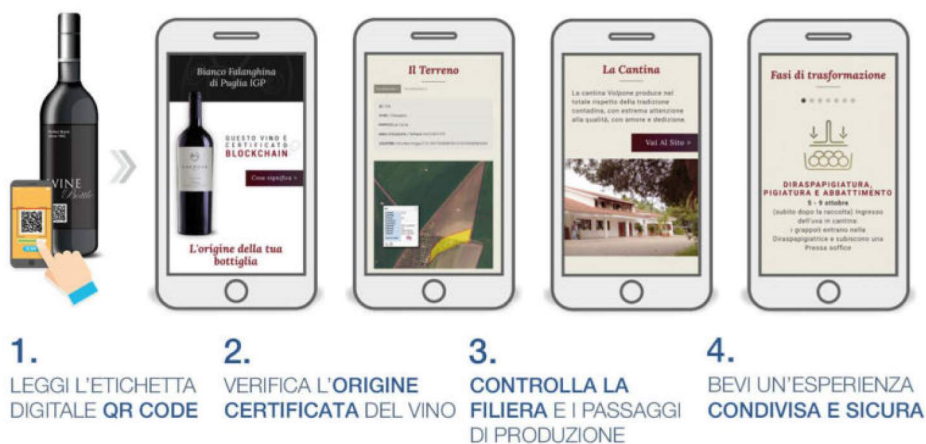 WINE
Bottle
Bianco Falanghina
di Puglia IGP
QUESTO VINO È
CERTIFICATO
BLOCKCHAIN
Cosa significa >
L'origine della tua
bottiglia
Il Terreno
La Cantina
La cantina Volpone produce nel
totale rispetto della tradizione
contadina, con estrema attenzione
alla qualità, con amore e dedizione.
Vai Al Sito >
Fasi di trasformazione
DIRASPAPIGIATURA,
PIGIATURA E ABBATTIMENTO
5 - 9 ottobre
(subito dopo la raccolta) Ingresso
dell'uva in cantina:
i grappoli entrano nella
Diraspapigiatrice e subiscono una
Pressa soffice
1.
LEGGI L'ETICHETTA
DIGITALE QR CODE
2.
VERIFICA L'ORIGINE
CERTIFICATA DEL VINO
3.
CONTROLLA LA
FILIERA E I PASSAGGI
DI PRODUZIONE
4.
BEVI UN'ESPERIENZA
CONDIVISA E SICURA